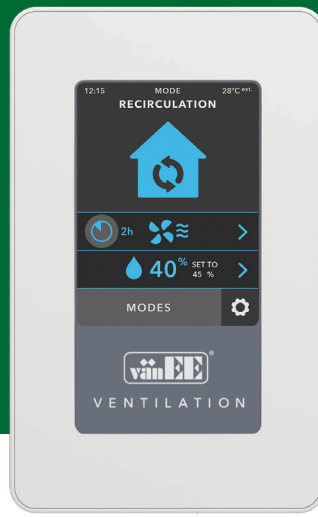 12:15 MODE 28°C ext.
RECIRCULATION
2h
40% SET TO
45 %
MODES
vänEE®
VENTILATION